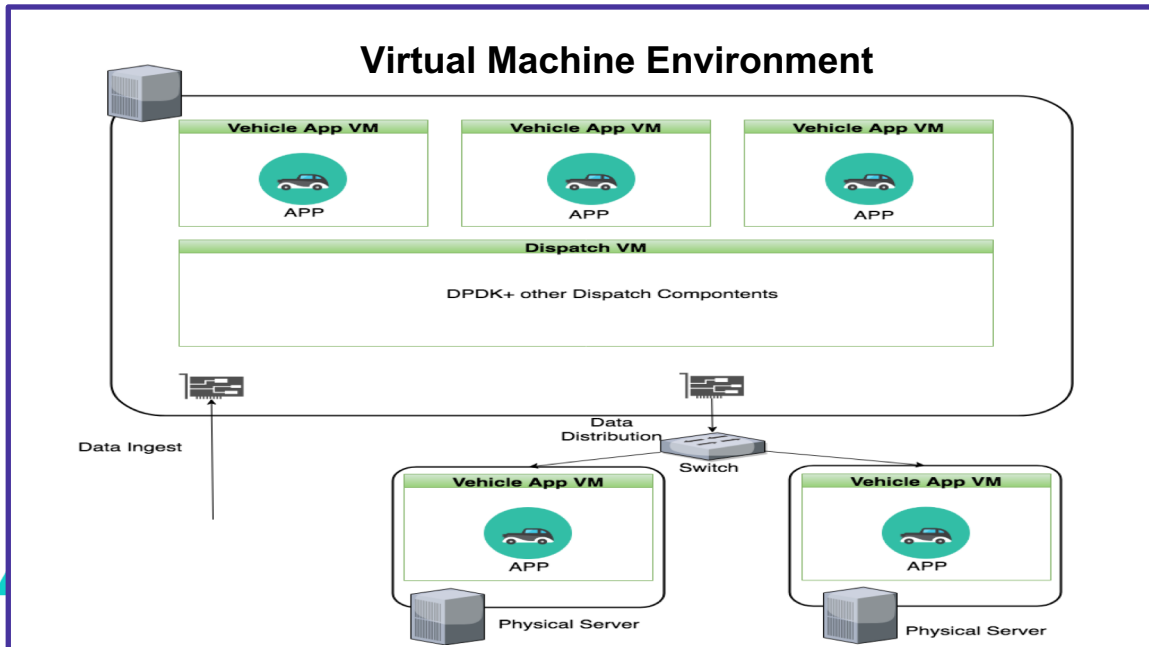 Virtual Machine Environment
Vehicle App VM
Vehicle App VM
Vehicle App VM
APP
APP
APP
Dispatch VM
DPDK+ other Dispatch Compontents
Data Ingest
Data
Distribution
Switch
Vehicle App VM
Vehicle App VM
APP
APP
Physical Server
Physical Server